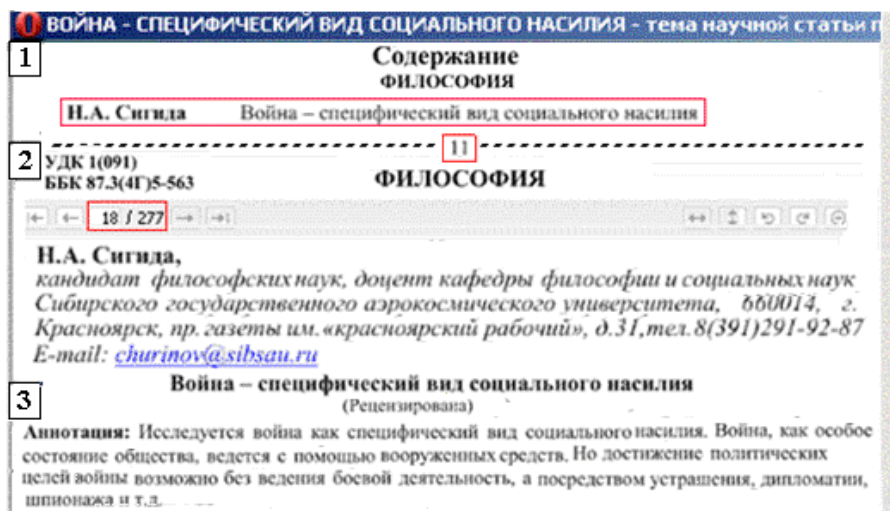 ВОЙНА - СПЕЦИФИЧЕСКИЙ ВИД СОЦИАЛЬНОГО НАСИЛИЯ - тема научной статьи п
1
Содержание
ФИЛОСОФИЯ
Н.А. Сигида Война – специфический вид социального насилия
11
2
УДК 1(091)
ББК 87.3(4Г)5-563
ФИЛОСОФИЯ
18 / 277
Н.А. Сигида,
кандидат философских наук, доцент кафедры философии и социальных наук
Сибирского государственного аэрокосмического университета, 660014, г.
Красноярск, пр. газеты им. «красноярский рабочий», д.31,тел. 8(391)291-92-87
E-mail: churinov@sibsau.ru
Война – специфический вид социального насилия
3
(Рецензирована)
Аннотация: Исследуется война как специфический вид социального насилия. Война, как особое
состояние общества, ведется с помощью вооруженных средств. Но достижение политических
целей войны возможно без ведения боевой деятельность, а посредством устрашения, дипломатии,
шпионажа и т.д.